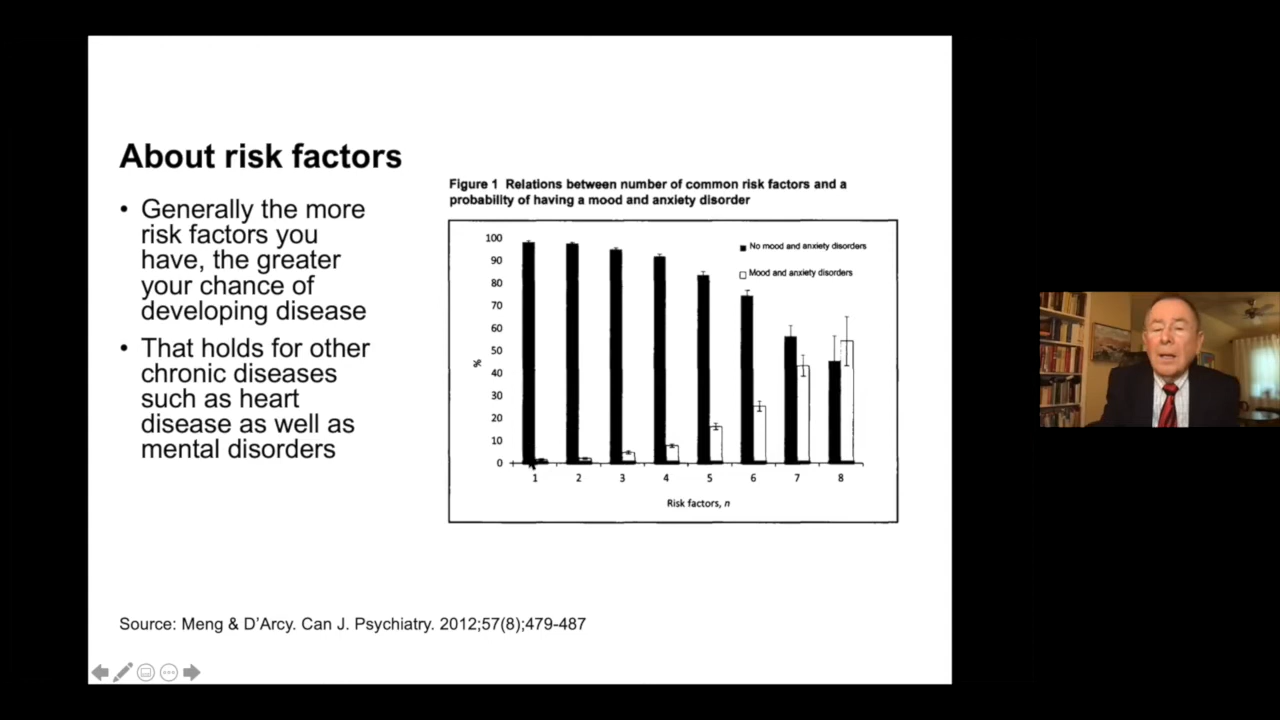 About risk factors
• Generally the more
risk factors you
have, the greater
your chance of
developing disease
• That holds for other
chronic diseases
such as heart
disease as well as
mental disorders
Figure 1 Relations between number of common risk factors and a
probability of having a mood and anxiety disorder
100
90
80
70
60
50
40
30
20
10
0
%
No mood and anxiety disorders
Mood and anxiety disorders
1 2 3 4 5 6 7 8
Risk factors, n
Source: Meng & D'Arcy. Can J. Psychiatry. 2012;57(8);479-487